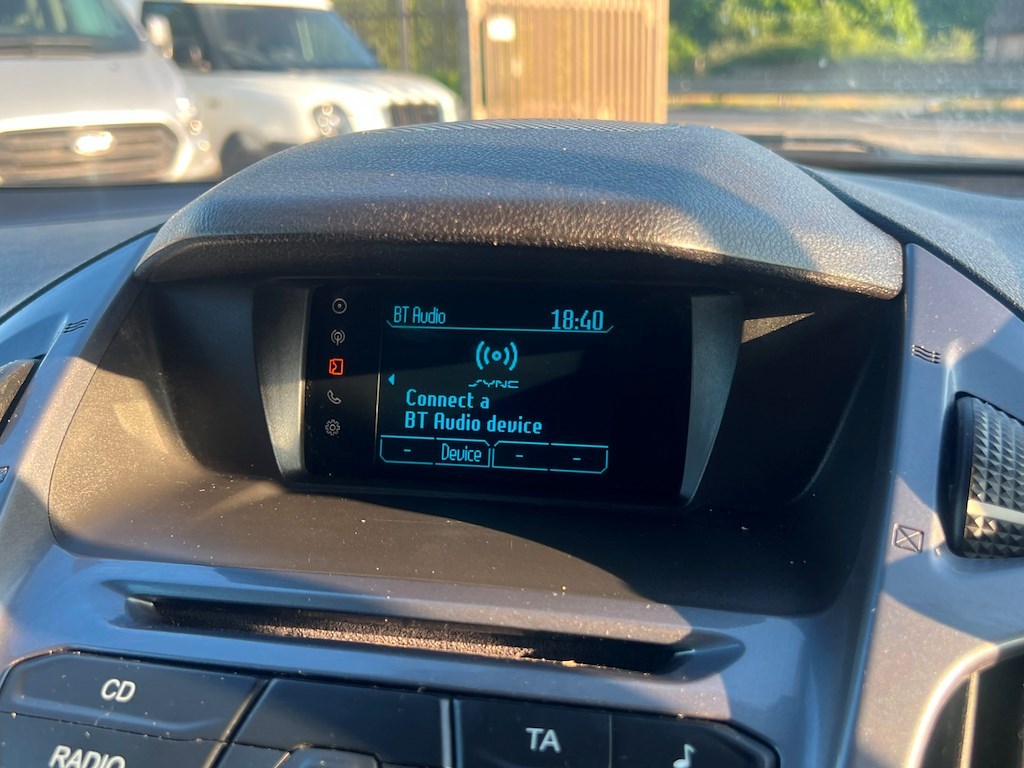 BT Audio 18:40
SYNC
Connect a
BT Audio device
- Device - -
CD
TA
RADIO